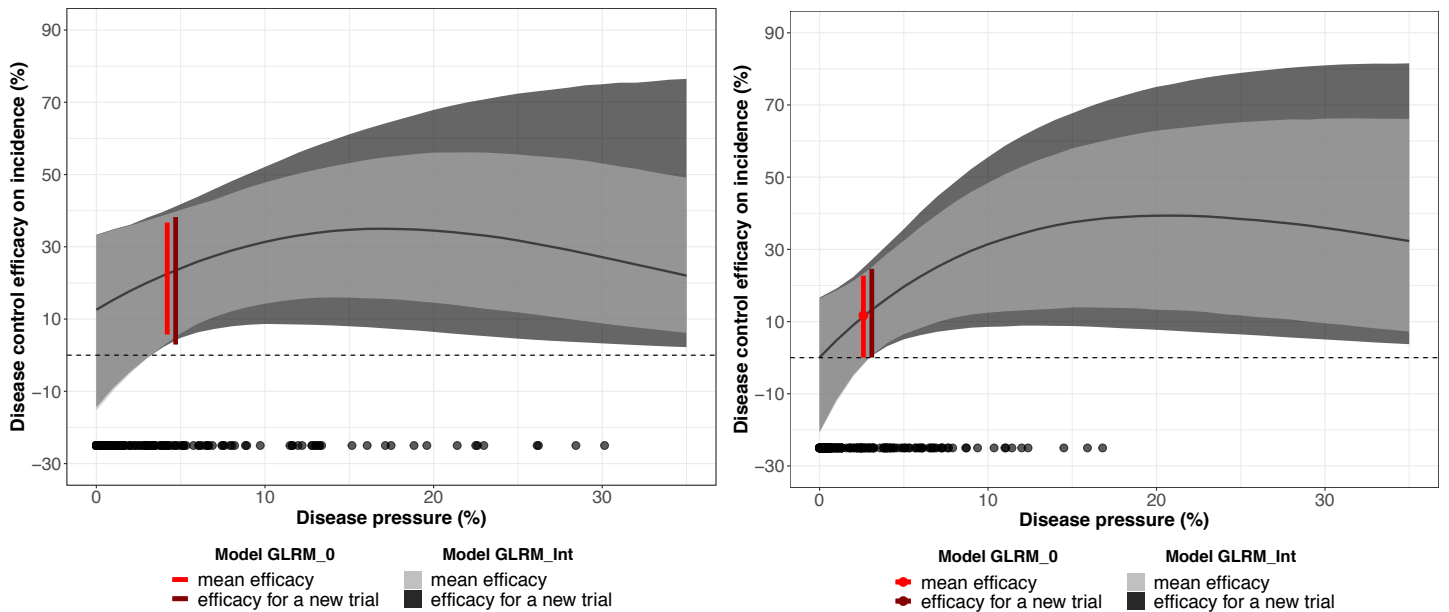 Disease control efficacy on incidence (%)
90
70
50
30
10
−10
−30
0
10
20
30
Disease pressure (%)
Model GLRM_0
mean efficacy
efficacy for a new trial
Model GLRM_Int
mean efficacy
efficacy for a new trial
Disease control efficacy on incidence (%)
90
70
50
30
10
−10
−30
0
10
20
30
Disease pressure (%)
Model GLRM_0
mean efficacy
efficacy for a new trial
Model GLRM_Int
mean efficacy
efficacy for a new trial